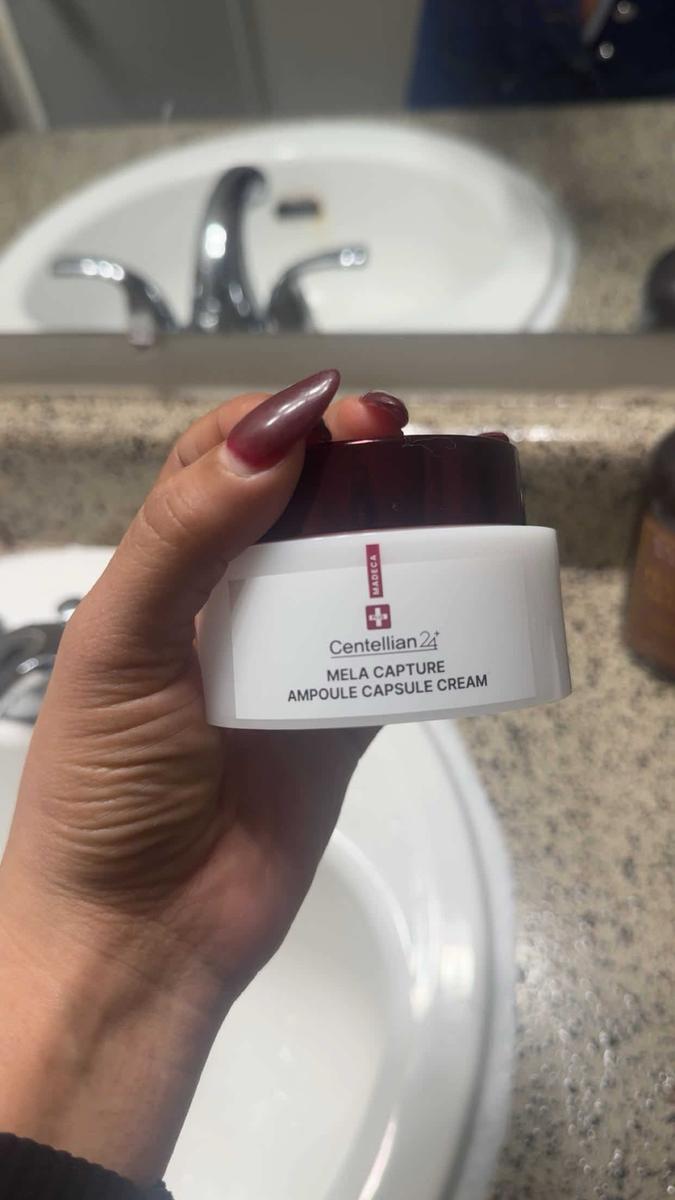 MADECA
Centellian24+
MELA CAPTURE
AMPOULE CAPSULE CREAM